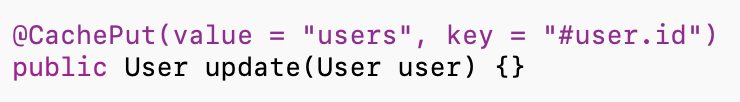 @CachePut(value = "users", key = "#user.id")
public User update(User user) {}